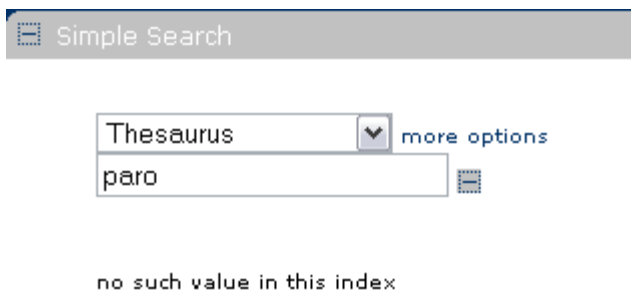 Simple Search
Thesaurus more options
paro
no such value in this index